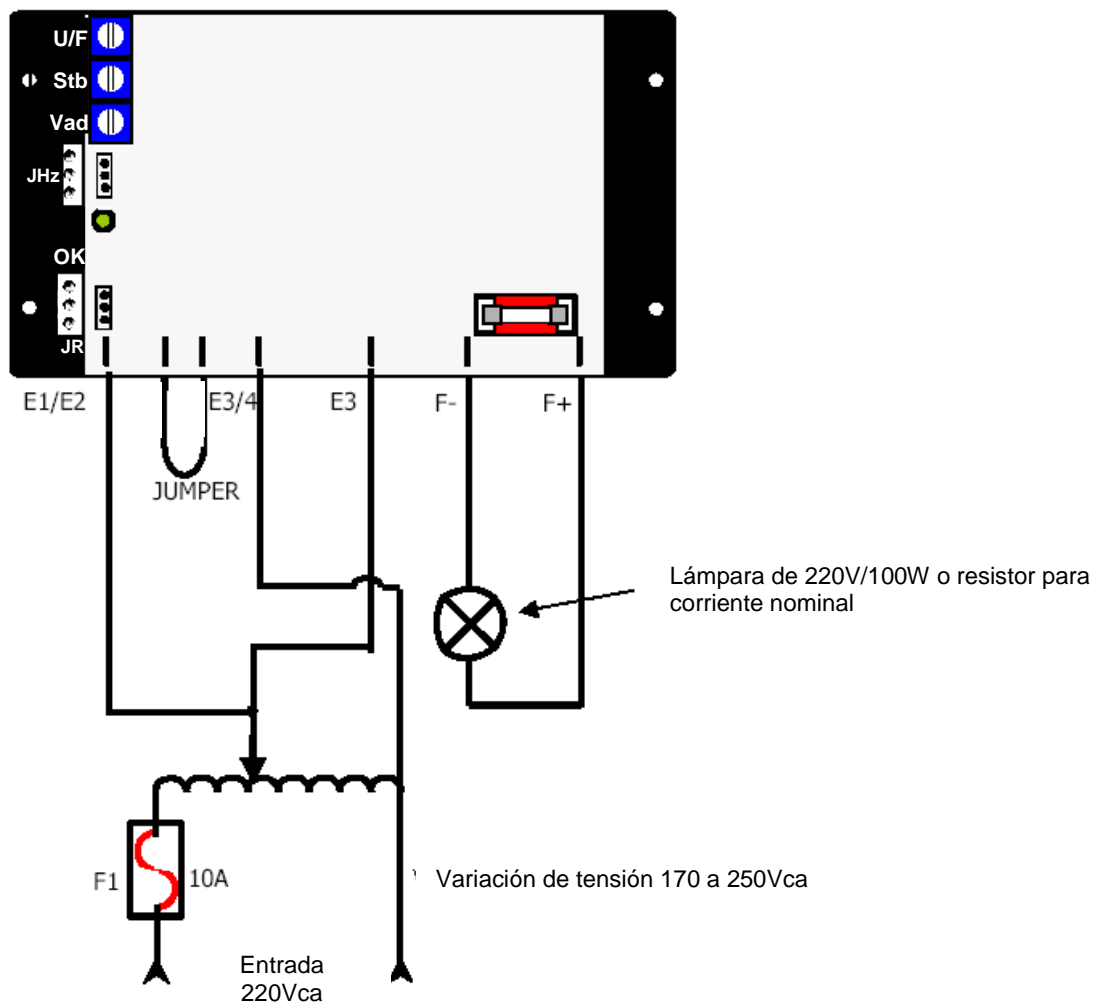 U/F
Stb
Vad
JHz
OK
JR
E1/E2
E3/4
E3
F-
F+
JUMPER
Lámpara de 220V/100W o resistor para
corriente nominal
F1
10A
Variación de tensión 170 a 250Vca
Entrada
220Vca